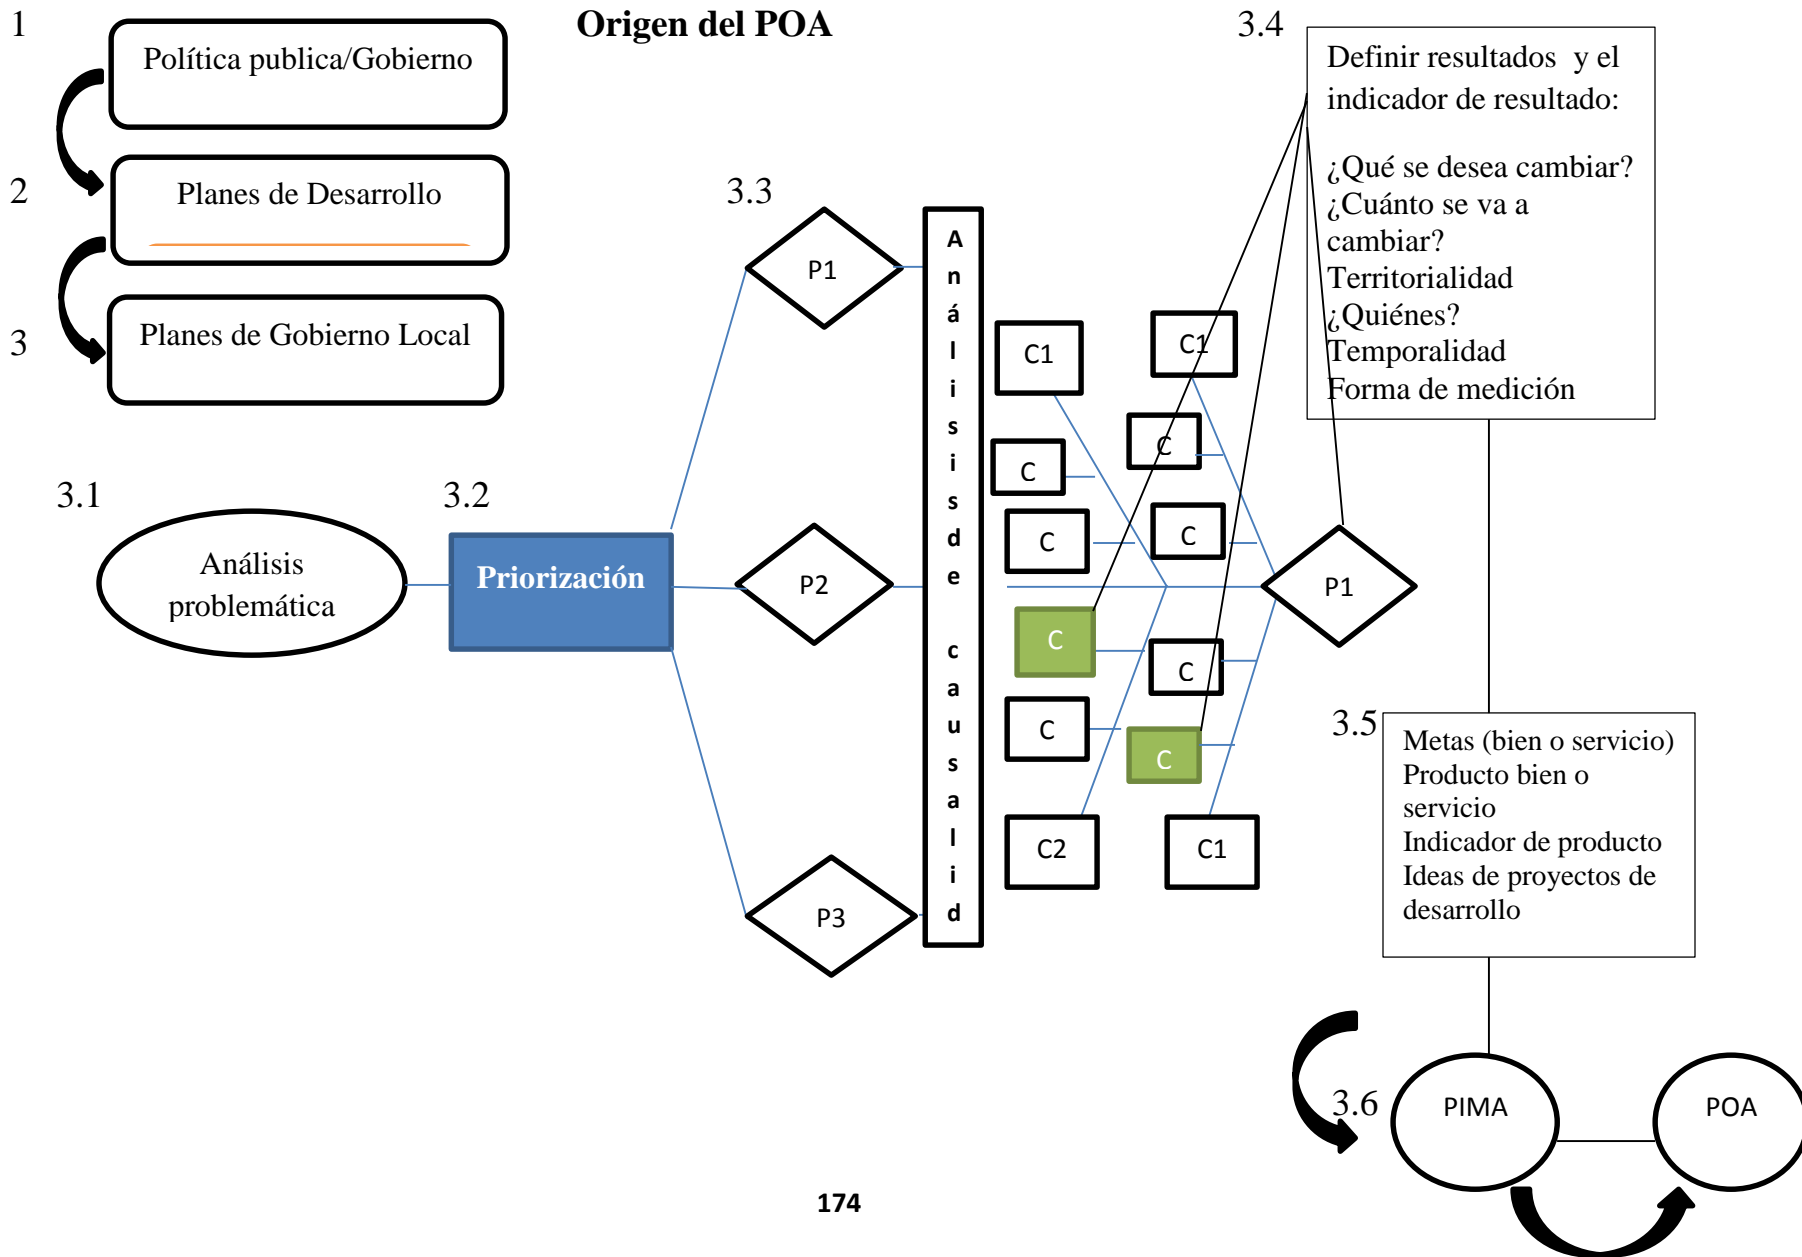 1
Origen del POA
3.4
Política publica/Gobierno
2
Planes de Desarrollo
3
Planes de Gobierno Local
3.1
Análisis
problemática
3.2
Priorización
3.3
P1
P2
P3
A
n
á
l
i
s
i
s
d
e
c
a
u
s
a
l
i
d
C1
C1
C
C
C
C
C
C
C
C
C2
C1
P1
Definir resultados y el
indicador de resultado:
¿Qué se desea cambiar?
¿Cuánto se va a
cambiar?
Territorialidad
¿Quiénes?
Temporalidad
Forma de medición
3.5
Metas (bien o servicio)
Producto bien o
servicio
Indicador de producto
Ideas de proyectos de
desarrollo
3.6
PIMA
POA
174